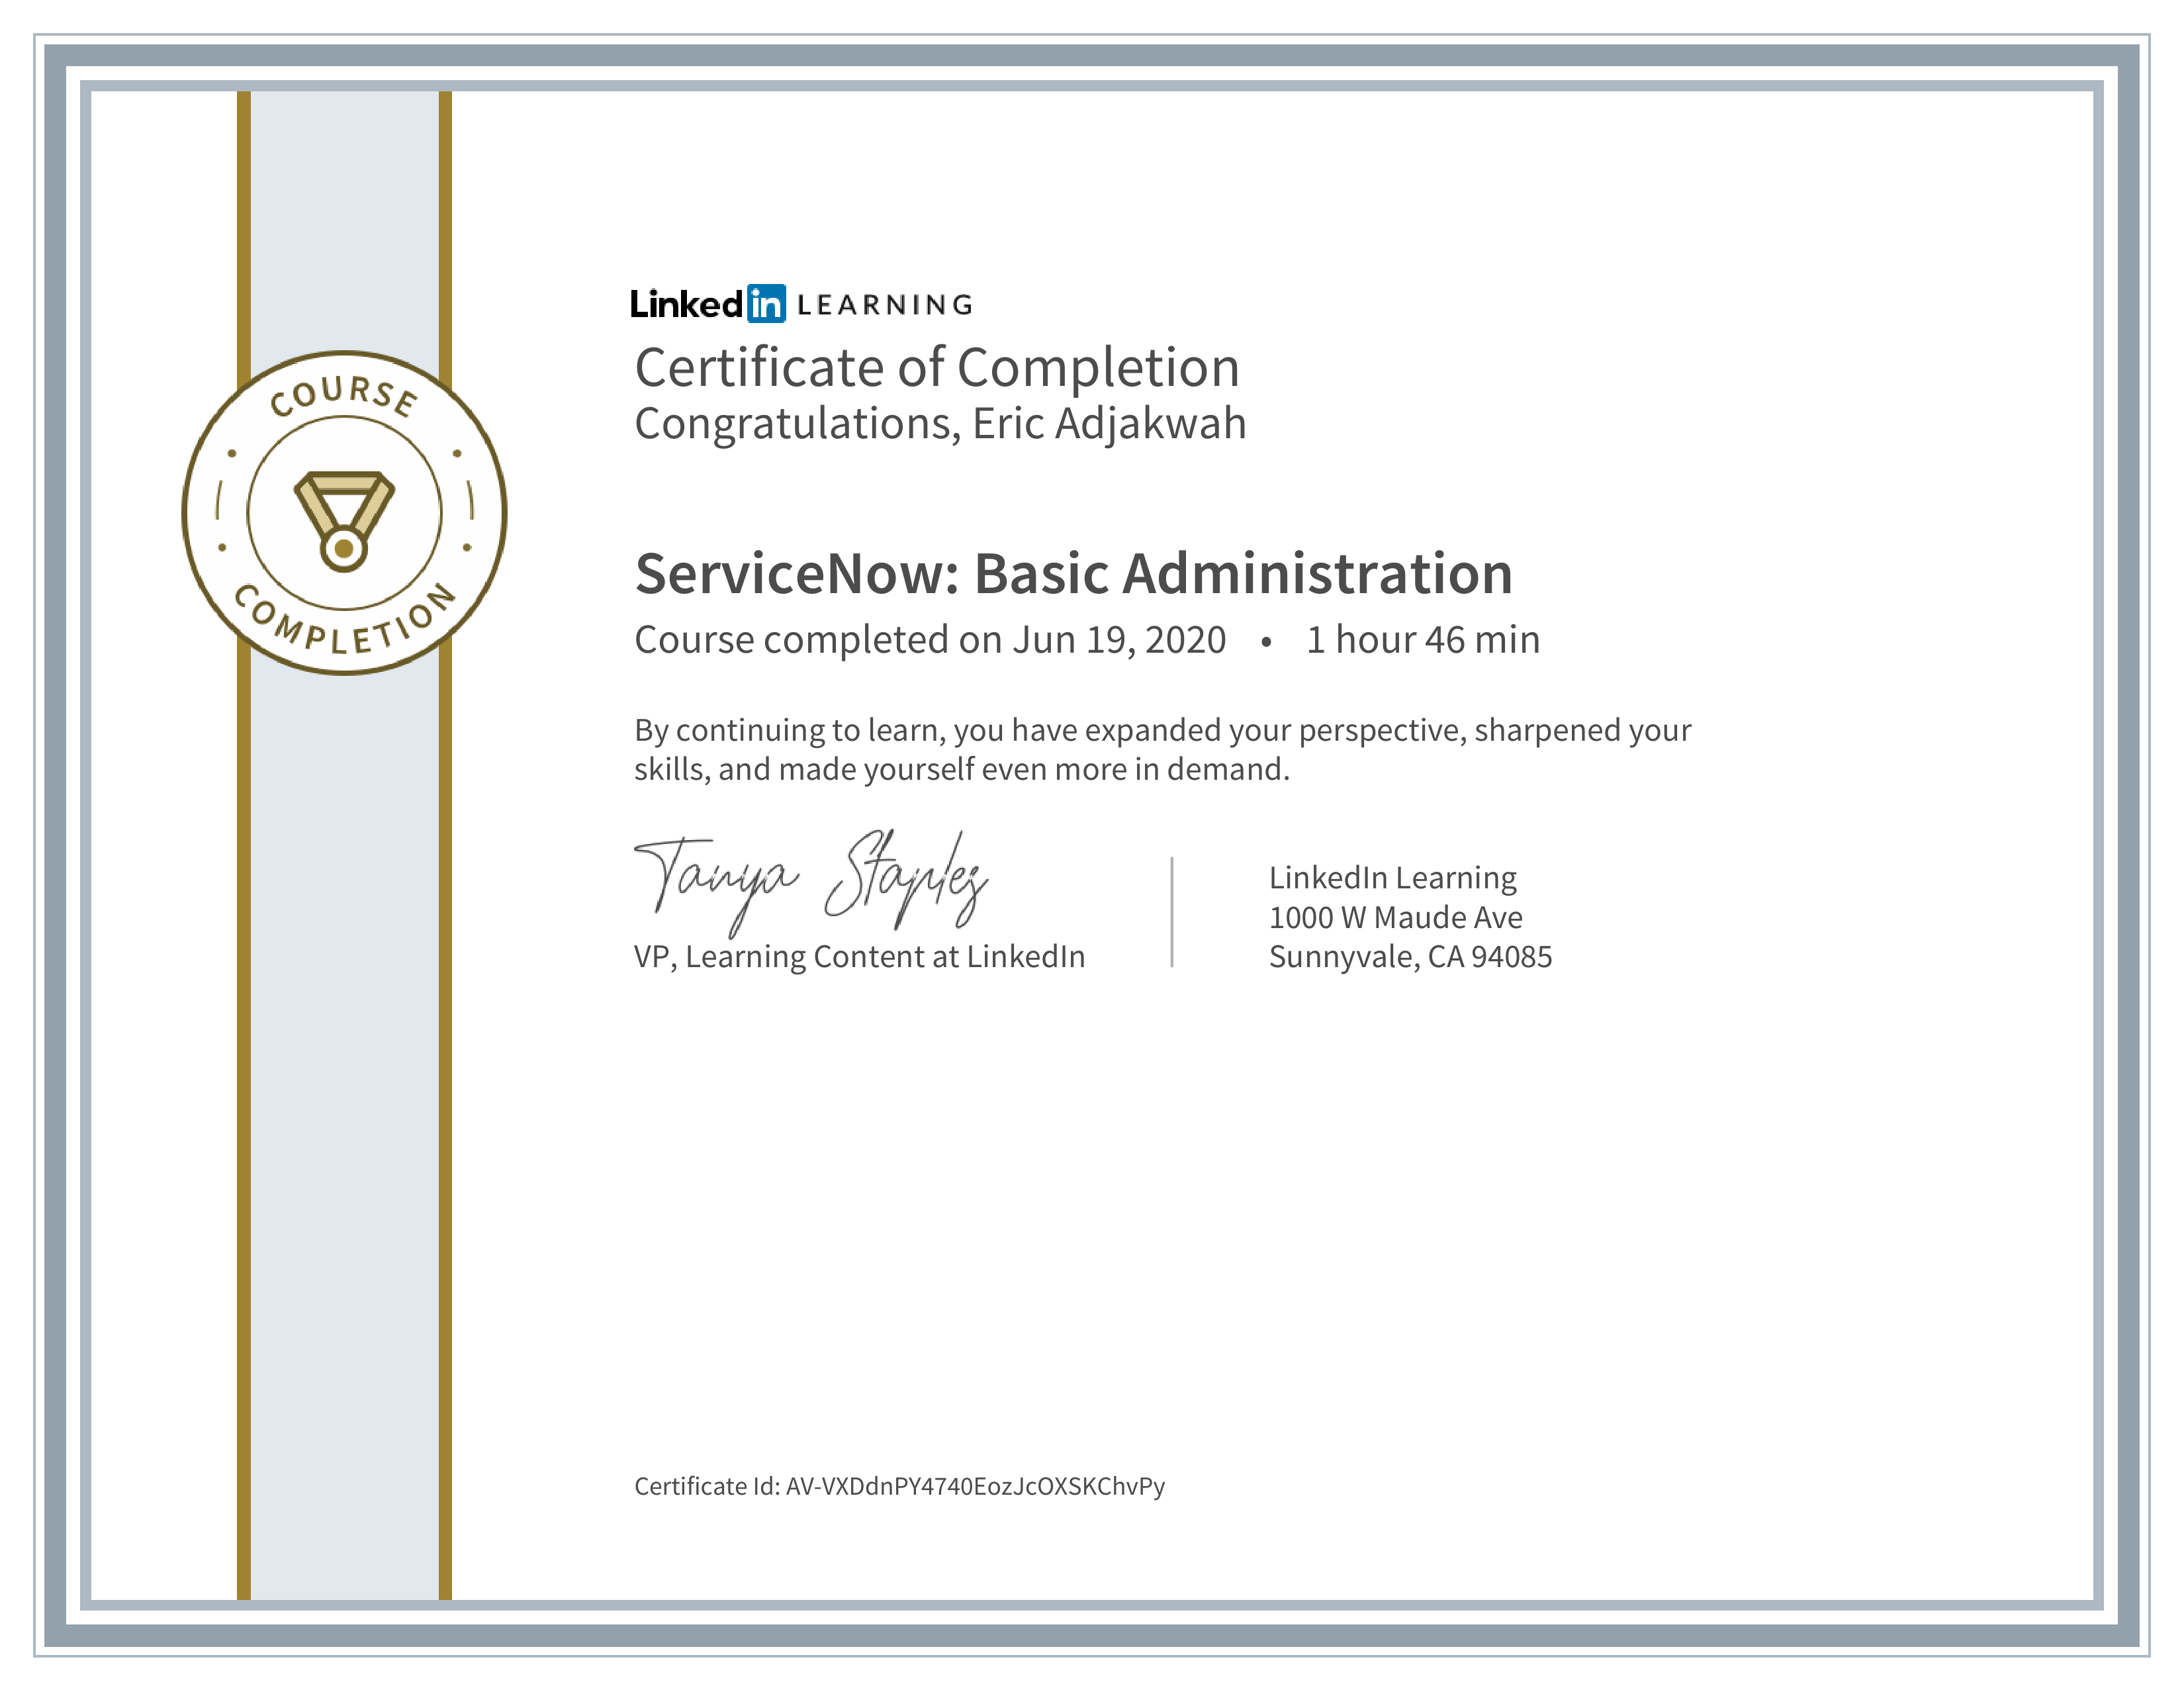 COURSE
COMPLETION
Linked in LEARNING
Certificate of Completion
Congratulations, Eric Adjakwah
ServiceNow: Basic Administration
Course completed on Jun 19, 2020 • 1 hour 46 min
By continuing to learn, you have expanded your perspective, sharpened your
skills, and made yourself even more in demand.
Tanya Staples
VP, Learning Content at LinkedIn
LinkedIn Learning
1000 W Maude Ave
Sunnyvale, CA 94085
Certificate Id: AV-VXDdnPY4740EozJcOXSKChvPy